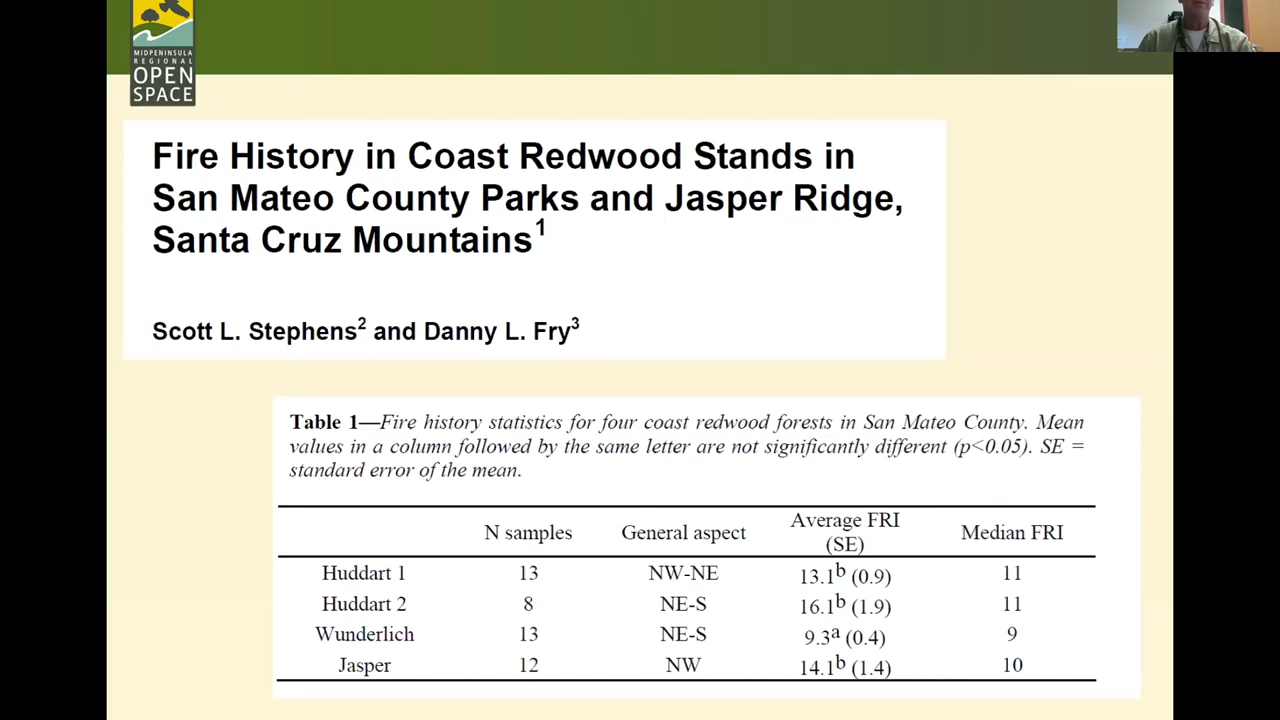 MIDPENINSULA
REGIONAL
OPEN
SPACE
Fire History in Coast Redwood Stands in
San Mateo County Parks and Jasper Ridge,
Santa Cruz Mountains1
Scott L. Stephens2 and Danny L. Fry3
Table 1—Fire history statistics for four coast redwood forests in San Mateo County. Mean
values in a column followed by the same letter are not significantly different (p<0.05). SE =
standard error of the mean.
N samples General aspect Average FRI (SE) Median FRI
Huddart 1 13 NW-NE 13.1b (0.9) 11
Huddart 2 8 NE-S 16.1b (1.9) 11
Wunderlich 13 NE-S 9.3a (0.4) 9
Jasper 12 NW 14.1b (1.4) 10